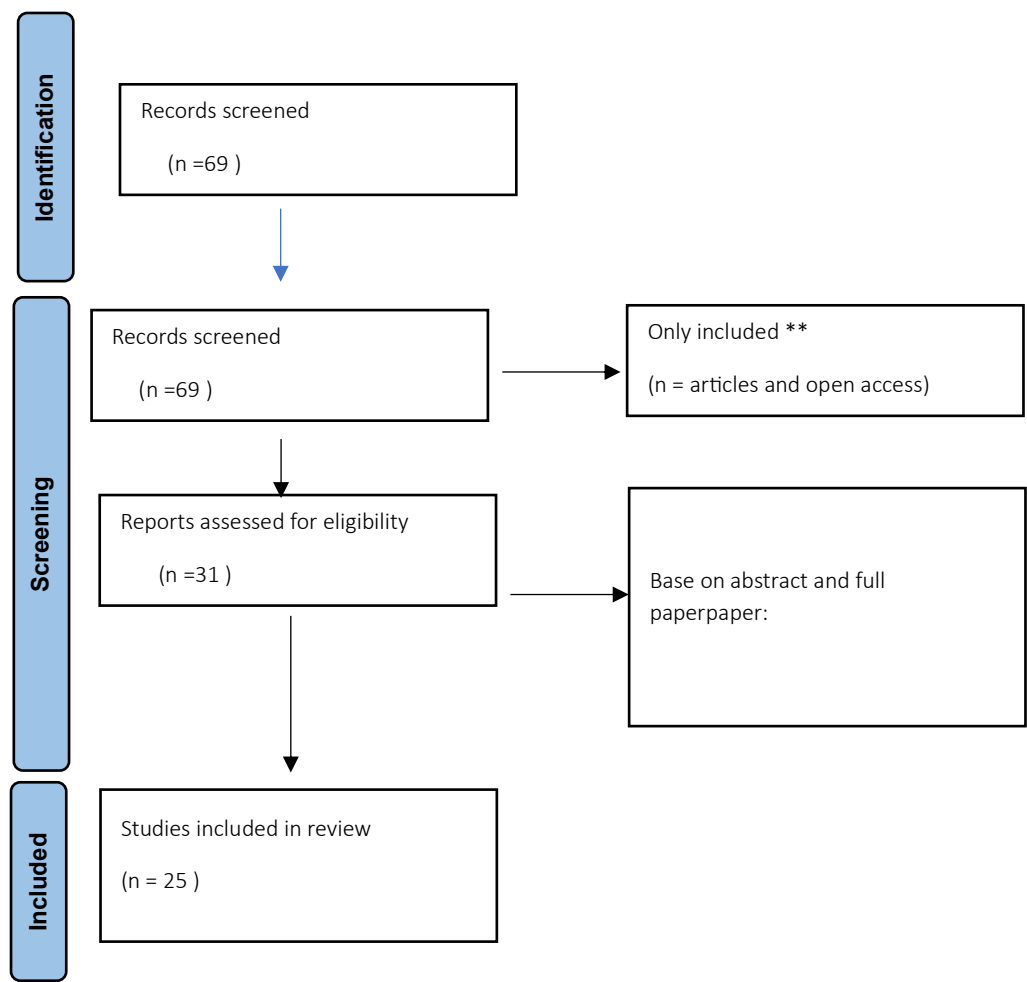 Identification
Records screened
(n =69 )
Screening
Records screened
(n =69 )
Only included **
(n = articles and open access)
Reports assessed for eligibility
(n =31 )
Base on abstract and full
paperpaper:
Included
Studies included in review
(n = 25 )